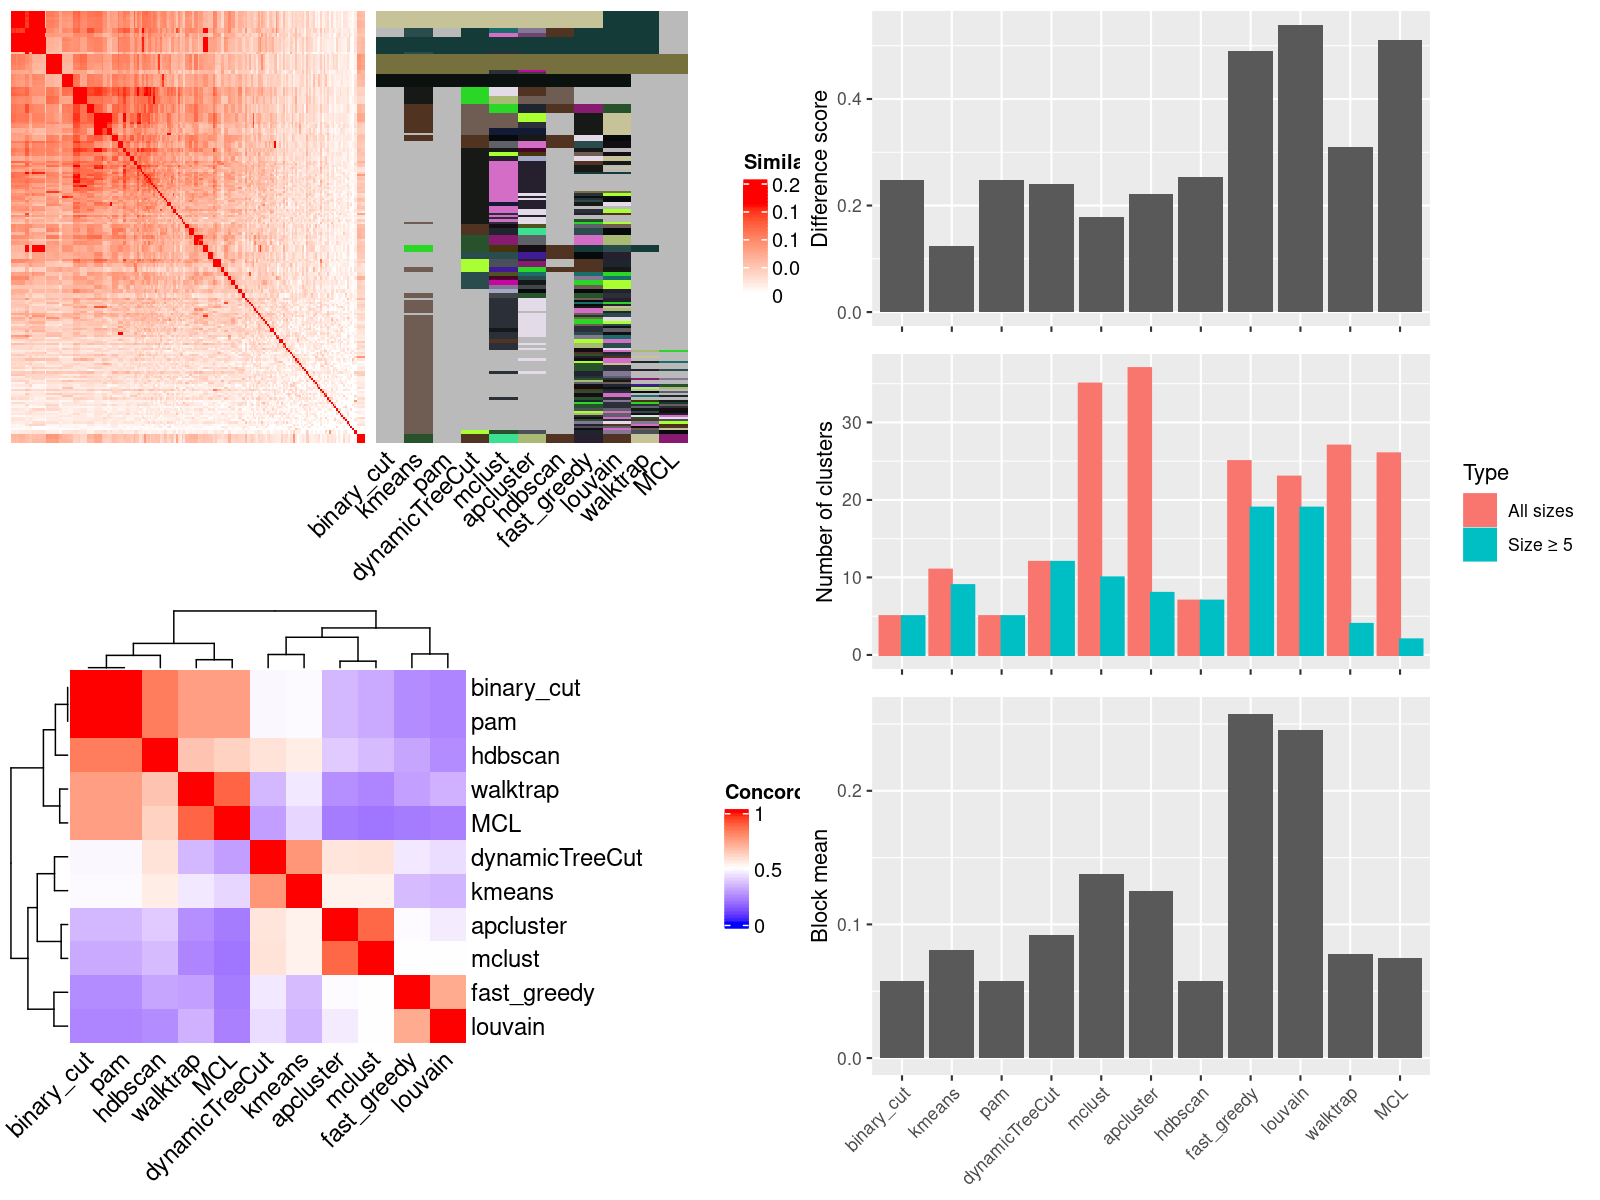 Simila
0.2
0.1
0.1
0.0
0
binary_cut
kmeans
pam
dynamicTreeCut
mclust
apcluster
hdbscan
fast_greedy
louvain
walktrap
MCL
binary_cut
pam
hdbscan
walktrap
MCL
dynamicTreeCut
kmeans
apcluster
mclust
fast_greedy
louvain
binary_cut
pam
hdbscan
walktrap
MCL
dynamicTreeCut
kmeans
apcluster
mclust
fast_greedy
louvain
Concord
1
0.5
0
Difference score
0.4
0.2
0.0
Number of clusters
30
20
10
0
Type
All sizes
Size ≥ 5
Block mean
0.2
0.1
0.0
binary_cut
kmeans
pam
dynamicTreeCut
mclust
apcluster
hdbscan
fast_greedy
louvain
walktrap
MCL